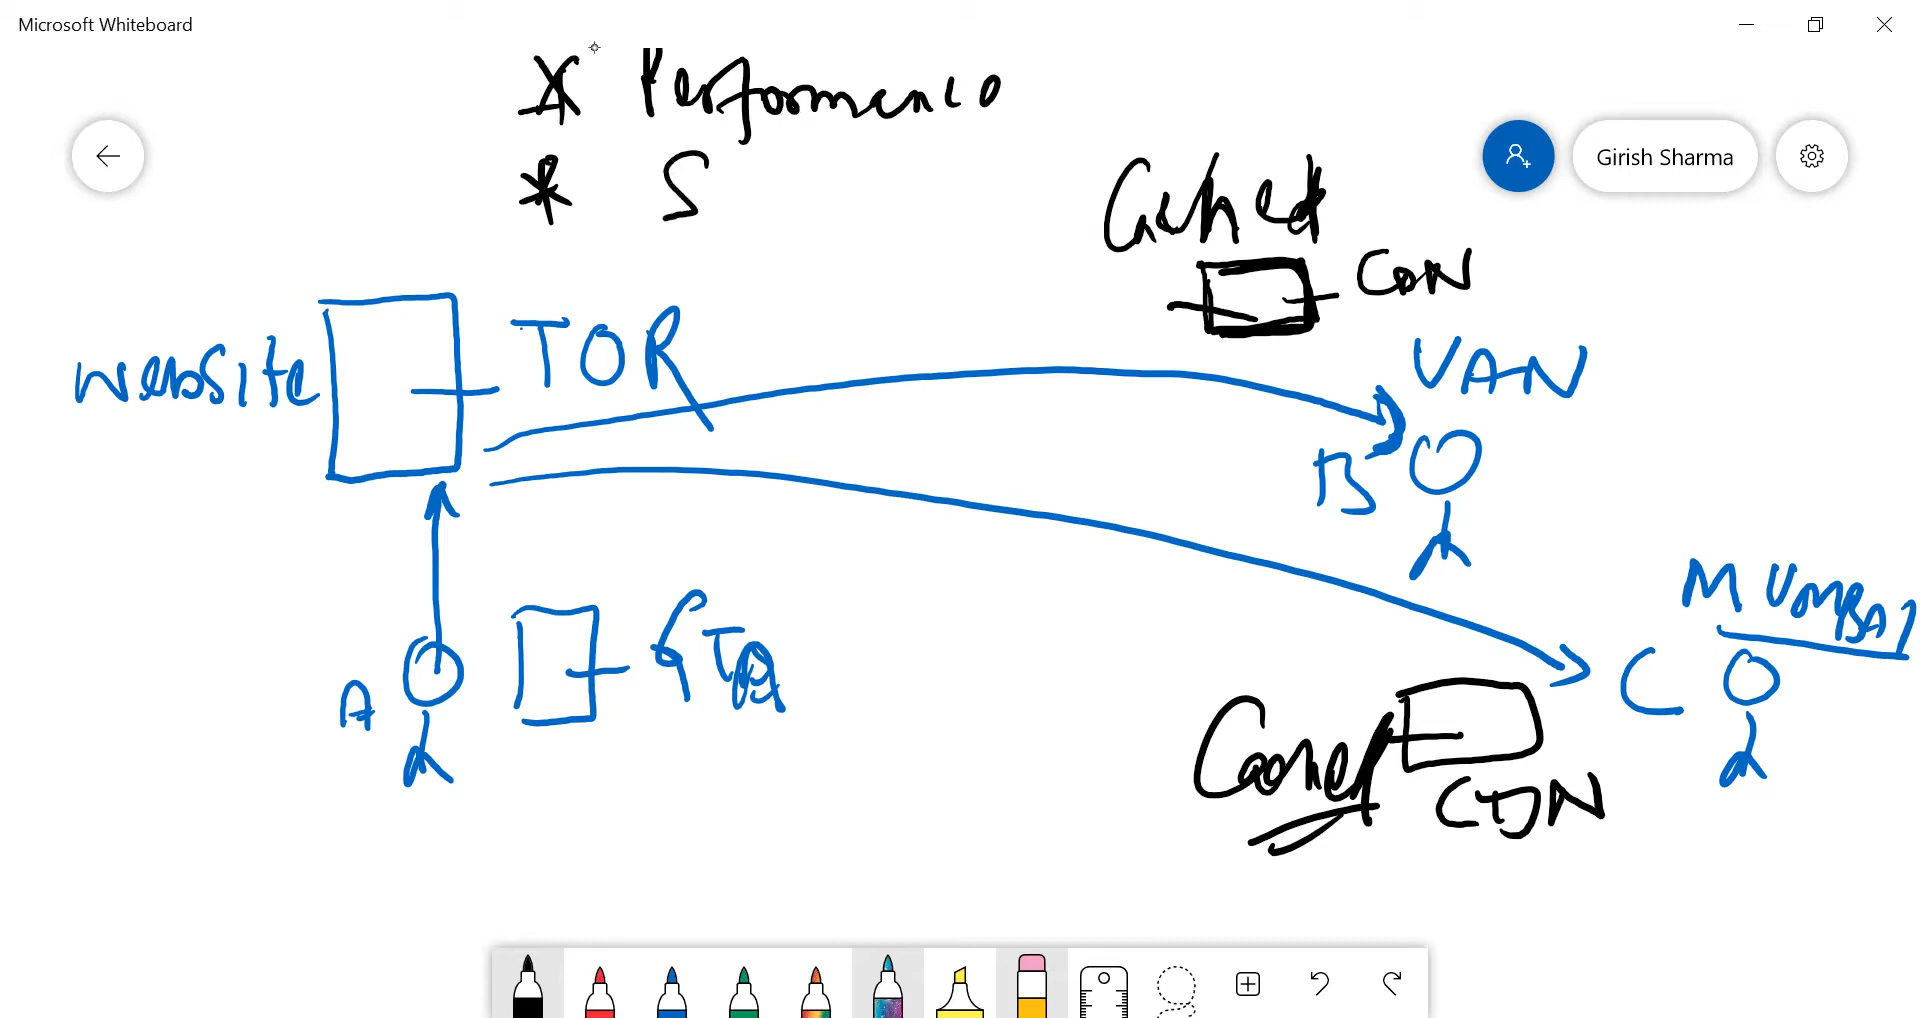 Microsoft Whiteboard
* Performance
* S
Girish Sharma
Cached
CDN
website
TOR
VAN
B
MUMBAI
C
A
Cached
CDN